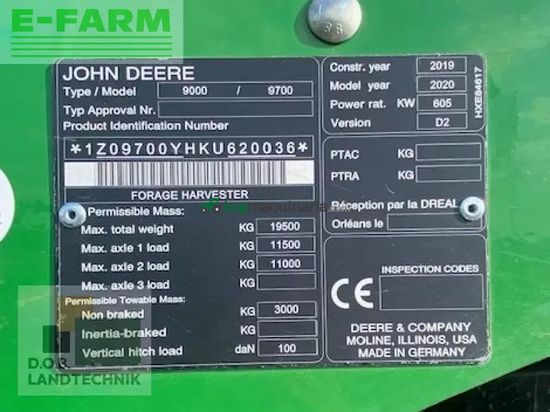 E-FARM
JOHN DEERE
Type / Model 9000 / 9700
Typ Approval Nr.
Product Identification Number
*1Z09700YHKU620036*
FORAGE HARVESTER
Permissible Mass:
Max. total weight KG 19500
Max. axle 1 load KG 11500
Max. axle 2 load KG 11000
Max. axle 3 load KG
Permissible Towable Mass:
Non braked KG 3000
Inertia-braked KG
Vertical hitch load daN 100
Constr. year 2019
Model year 2020
Power rat. KW 605
Version D2
HXE84617
PTAC KG
PTRA KG
Réception par la DREAL
Orléans le
INSPECTION CODES
CE
DEERE & COMPANY
MOLINE, ILLINOIS, USA
MADE IN GERMANY
D.O.B
LANDTECHNIK